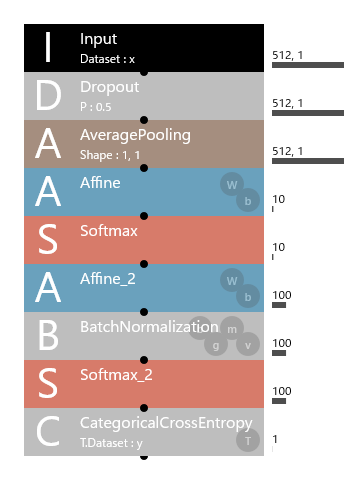 I Input
Dataset : x
512, 1
D Dropout
P : 0.5
512, 1
A AveragePooling
Shape : 1, 1
512, 1
A Affine
W
b
10
S Softmax
10
A Affine_2
W
b
100
B BatchNormalization
m
g v
100
S Softmax_2
100
C CategoricalCrossEntropy
T.Dataset : y
T
1